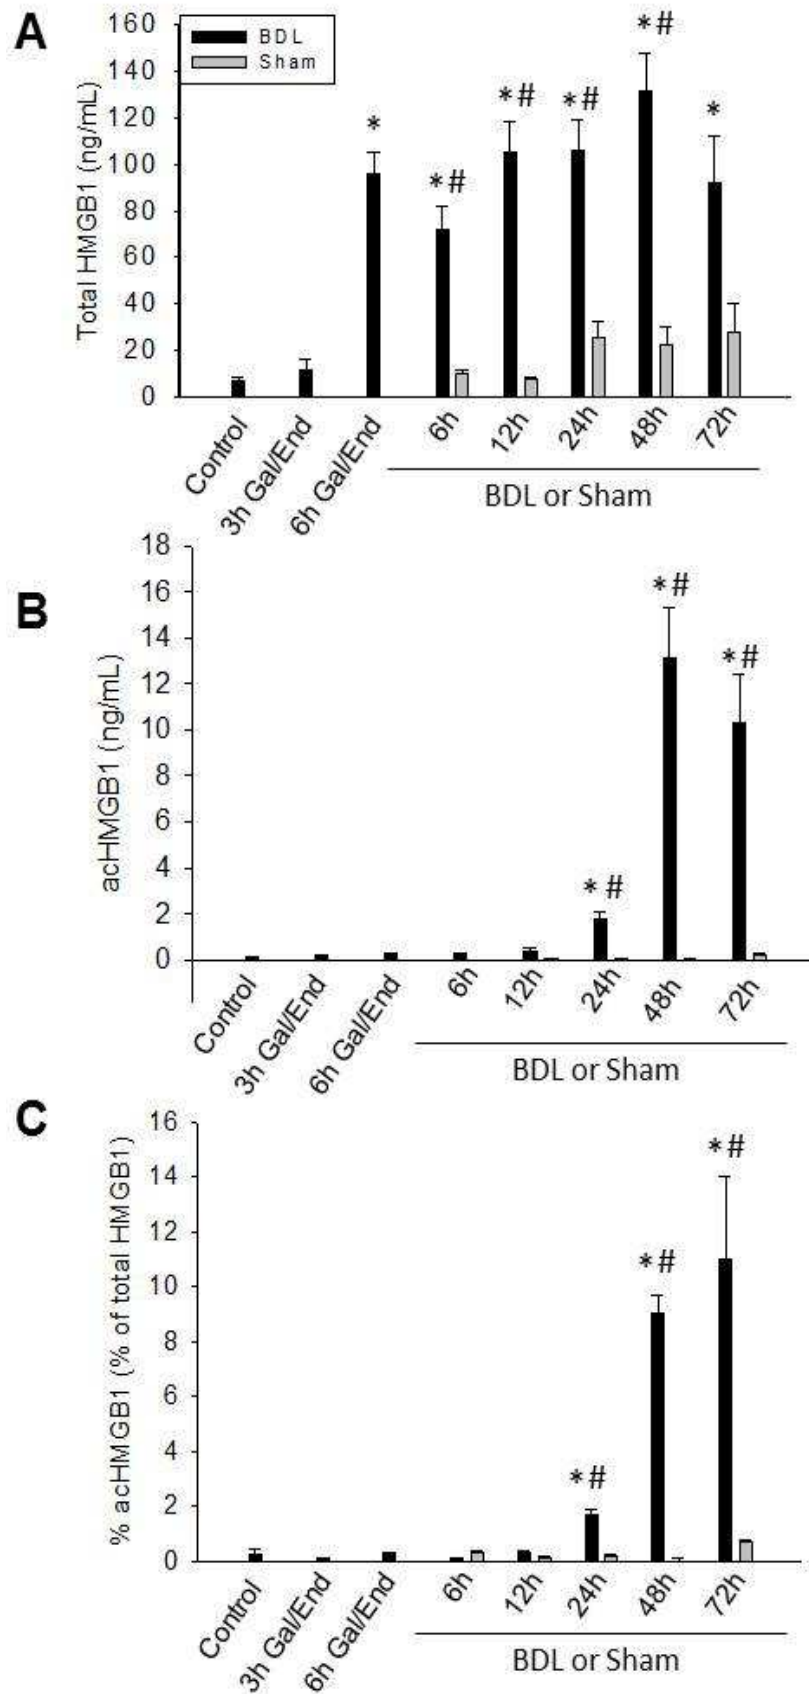 A
Total HMGB1 (ng/mL)
160
140
120
100
80
60
40
20
0
BDL
Sham
*
*#
*#
*#
*#
*
Control
3h Gal/End
6h Gal/End
6h
12h
24h
48h
72h
BDL or Sham
B
acHMGB1 (ng/mL)
18
16
14
12
10
8
6
4
2
0
* #
*#
*#
Control
3h Gal/End
6h Gal/End
6h
12h
24h
48h
72h
BDL or Sham
C
% acHMGB1 (% of total HMGB1)
16
14
12
10
8
6
4
2
0
*#
*#
*#
Control
3h Gal/End
6h Gal/End
6h
12h
24h
48h
72h
BDL or Sham